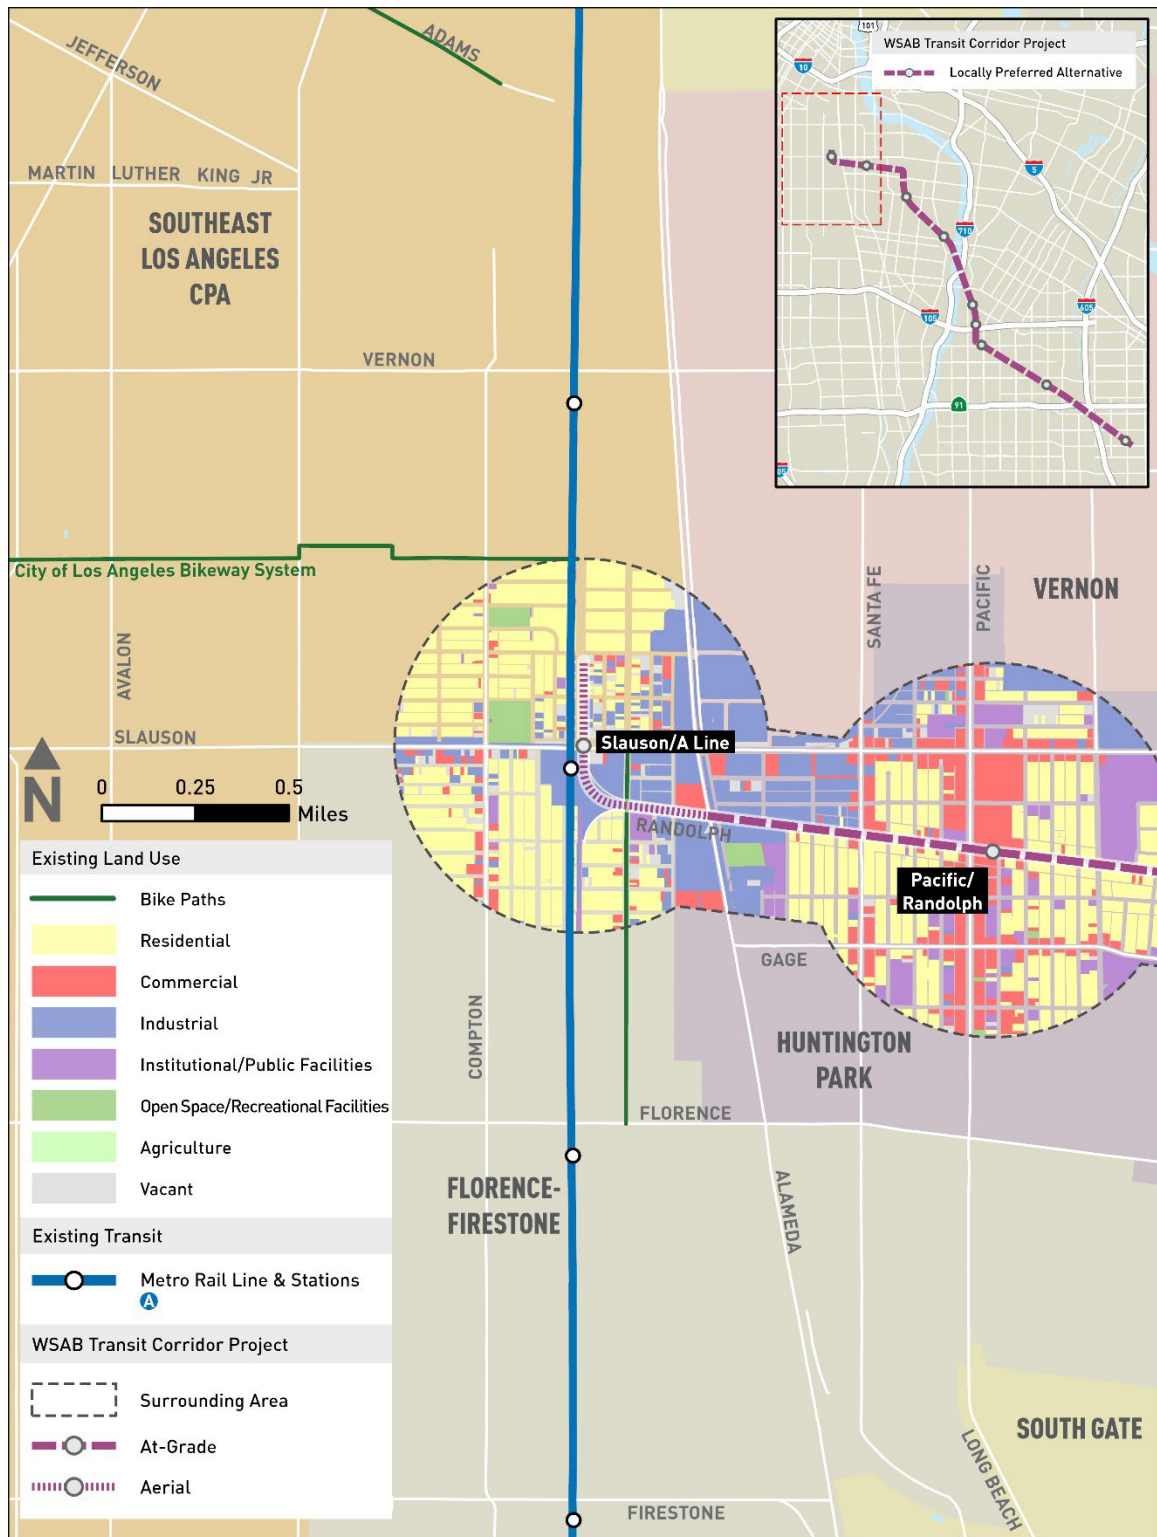 JEFFERSON
ADAMS
101
WSAB Transit Corridor Project
10
Locally Preferred Alternative
MARTIN LUTHER KING JR
5
SOUTHEAST
LOS ANGELES
CPA
710
605
105
VERNON
91
City of Los Angeles Bikeway System
SANTA FE
PACIFIC
VERNON
AVALON
SLAUSON
Slauson/A Line
N
0 0.25 0.5
Miles
RANDOLPH
Pacific/
Randolph
GAGE
COMPTON
HUNTINGTON
PARK
FLORENCE
FLORENCE-
FIRESTONE
ALAMEDA
SOUTH GATE
LONG BEACH
FIRESTONE
Existing Land Use
Bike Paths
Residential
Commercial
Industrial
Institutional/Public Facilities
Open Space/Recreational Facilities
Agriculture
Vacant
Existing Transit
Metro Rail Line & Stations
A
WSAB Transit Corridor Project
Surrounding Area
At-Grade
Aerial